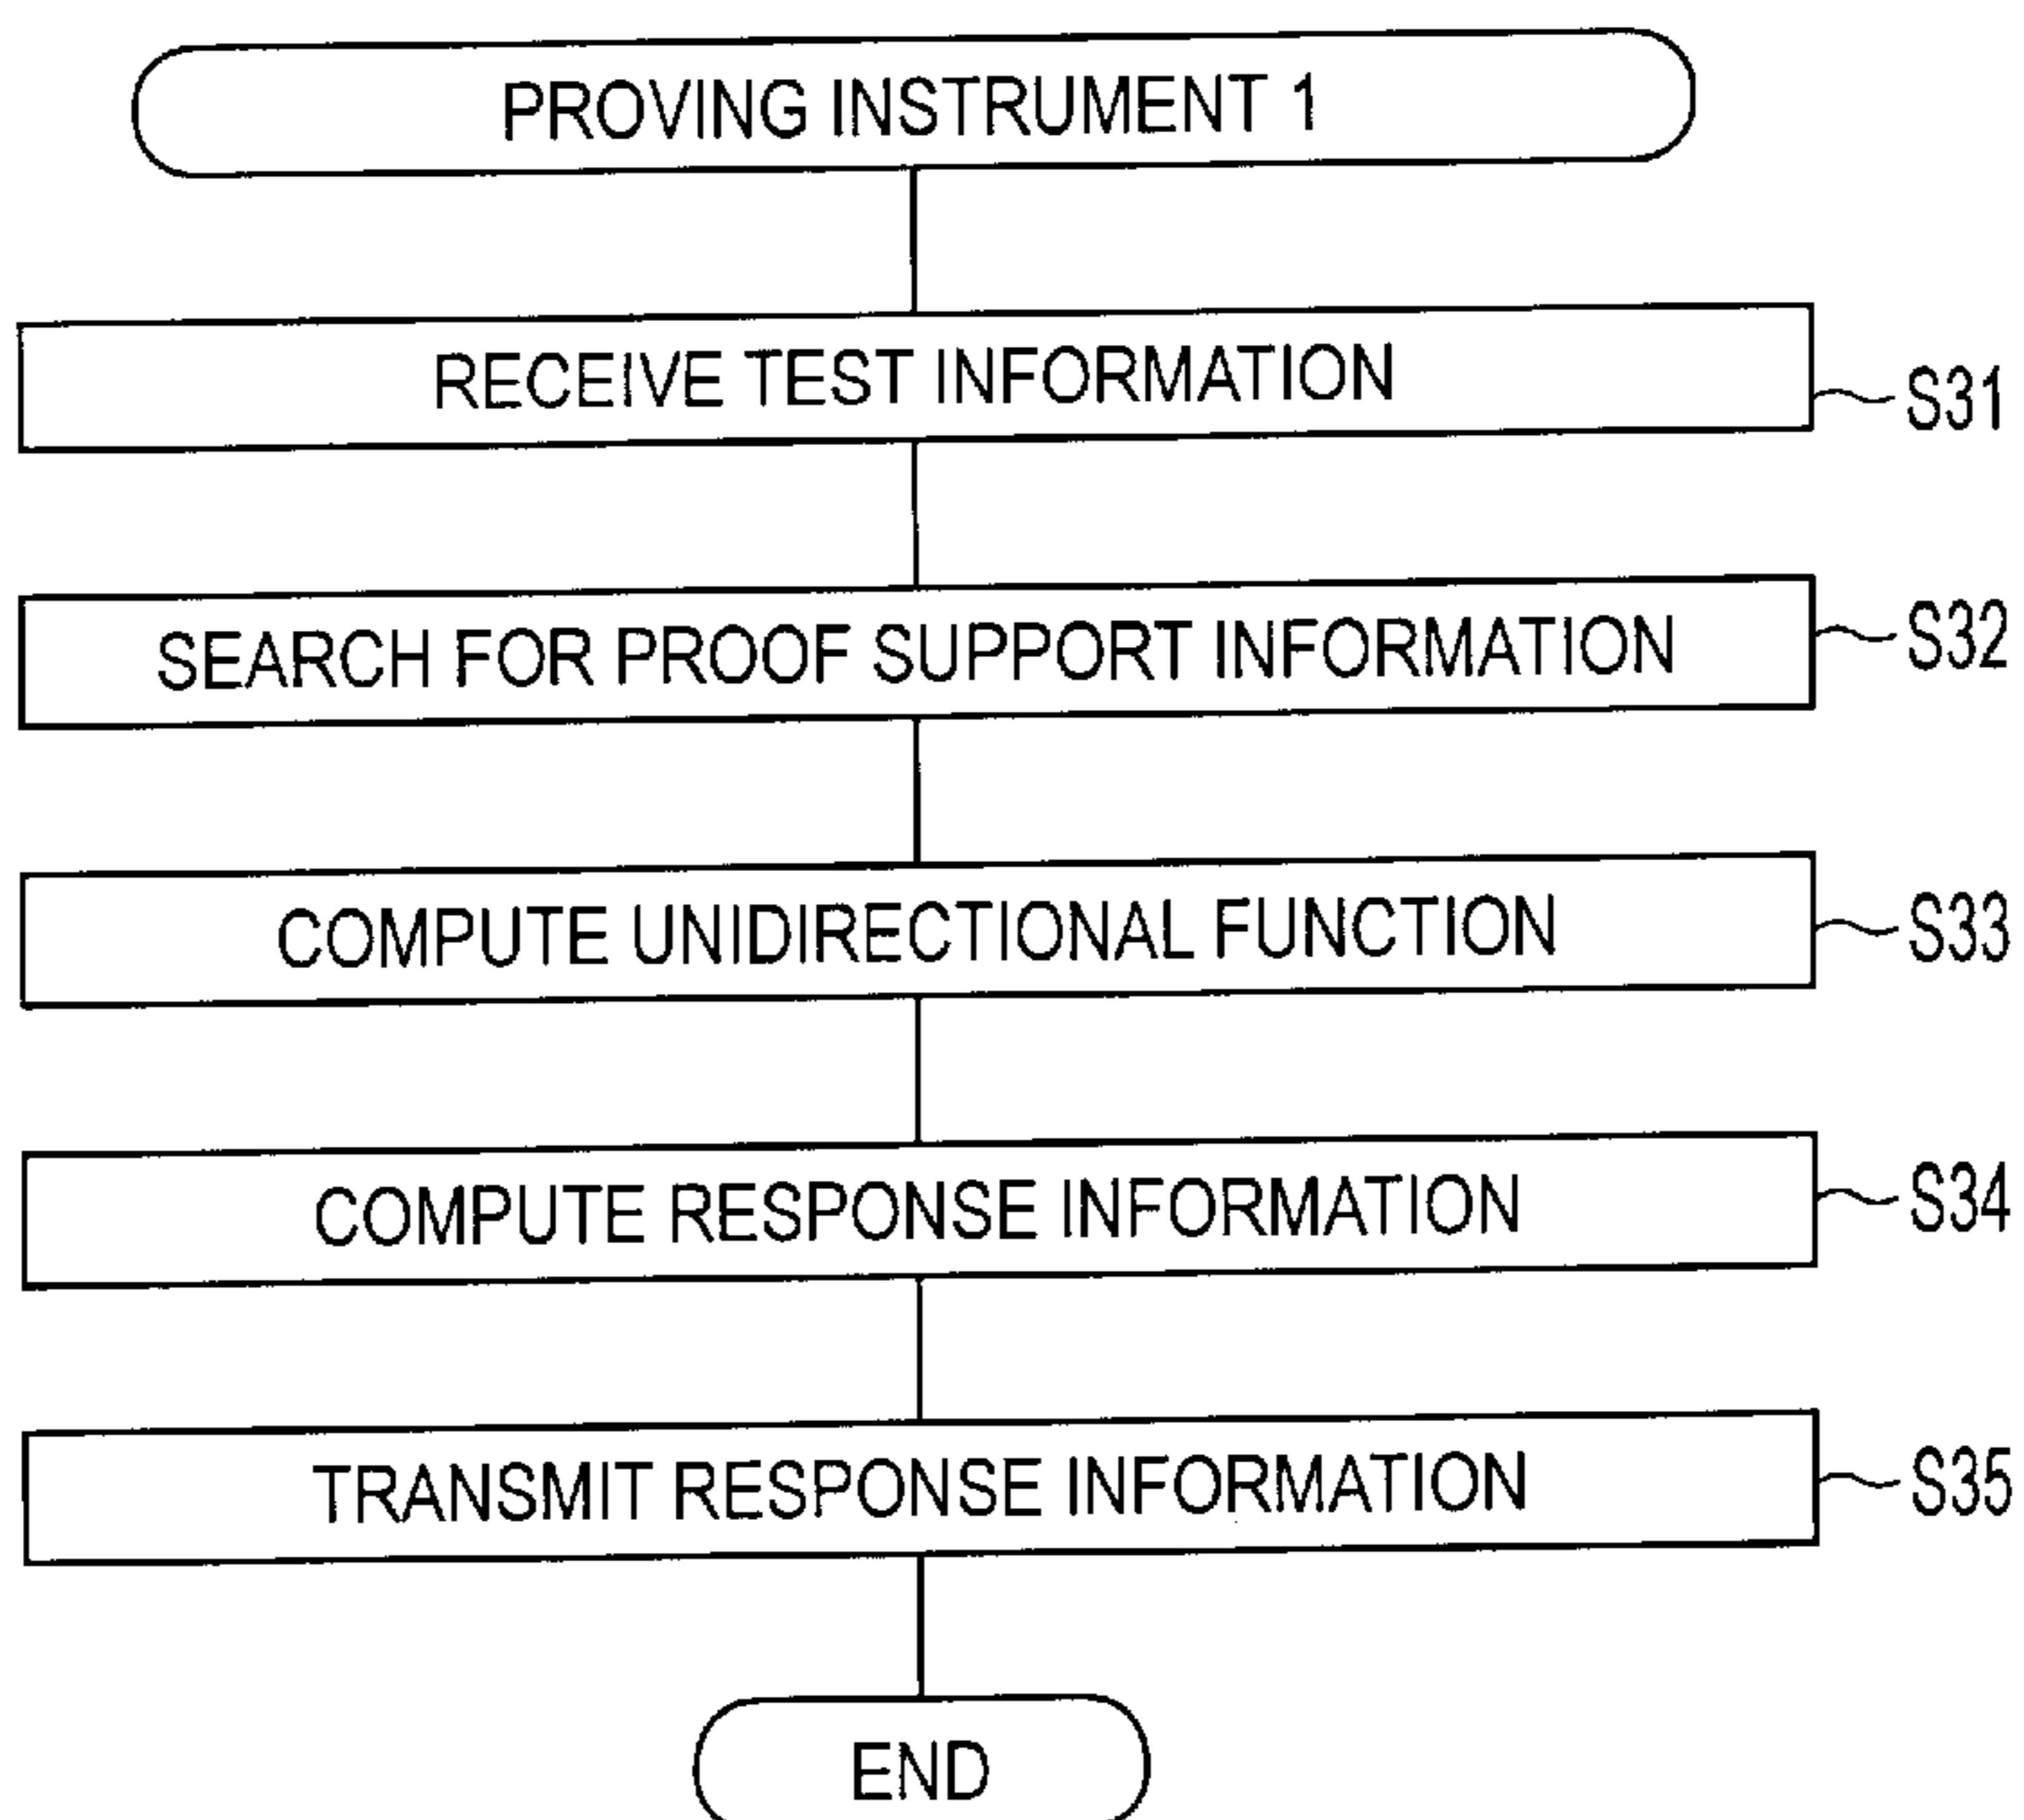 PROVING INSTRUMENT 1
RECEIVE TEST INFORMATION
S31
SEARCH FOR PROOF SUPPORT INFORMATION
S32
COMPUTE UNIDIRECTIONAL FUNCTION
S33
COMPUTE RESPONSE INFORMATION
S34
TRANSMIT RESPONSE INFORMATION
S35
END